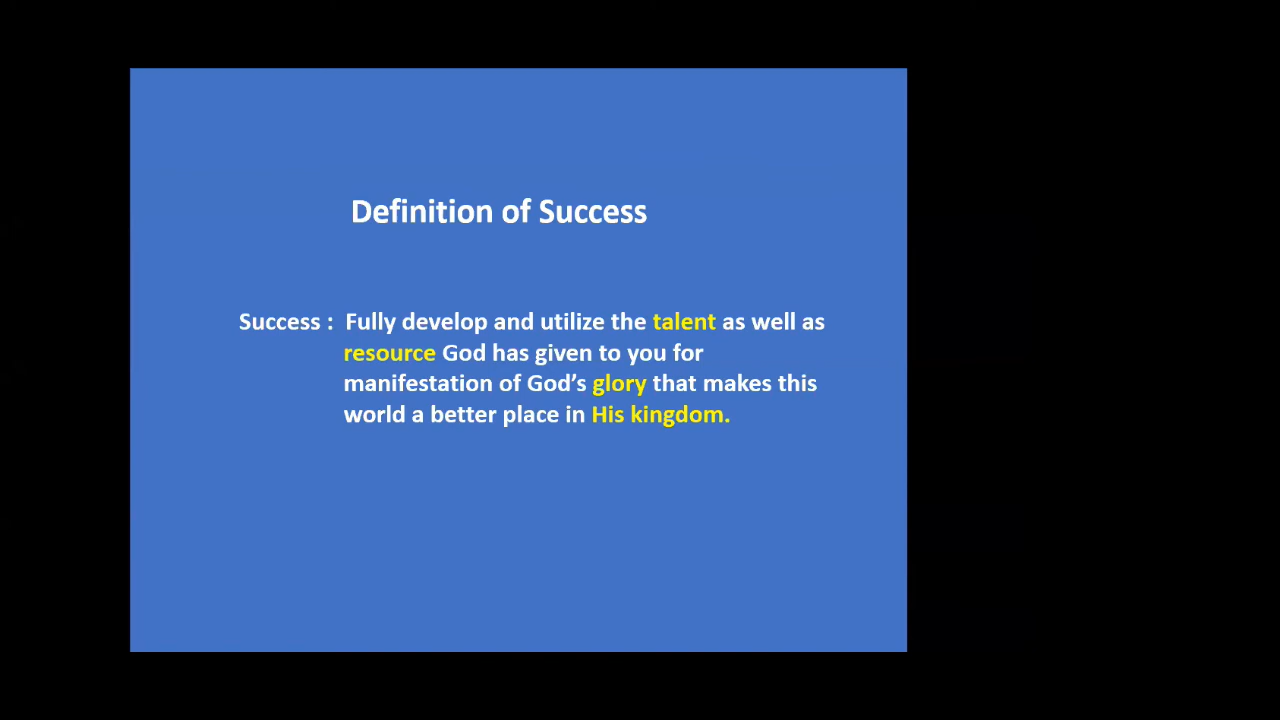 Definition of Success
Success : Fully develop and utilize the talent as well as
resource God has given to you for
manifestation of God’s glory that makes this
world a better place in His kingdom.